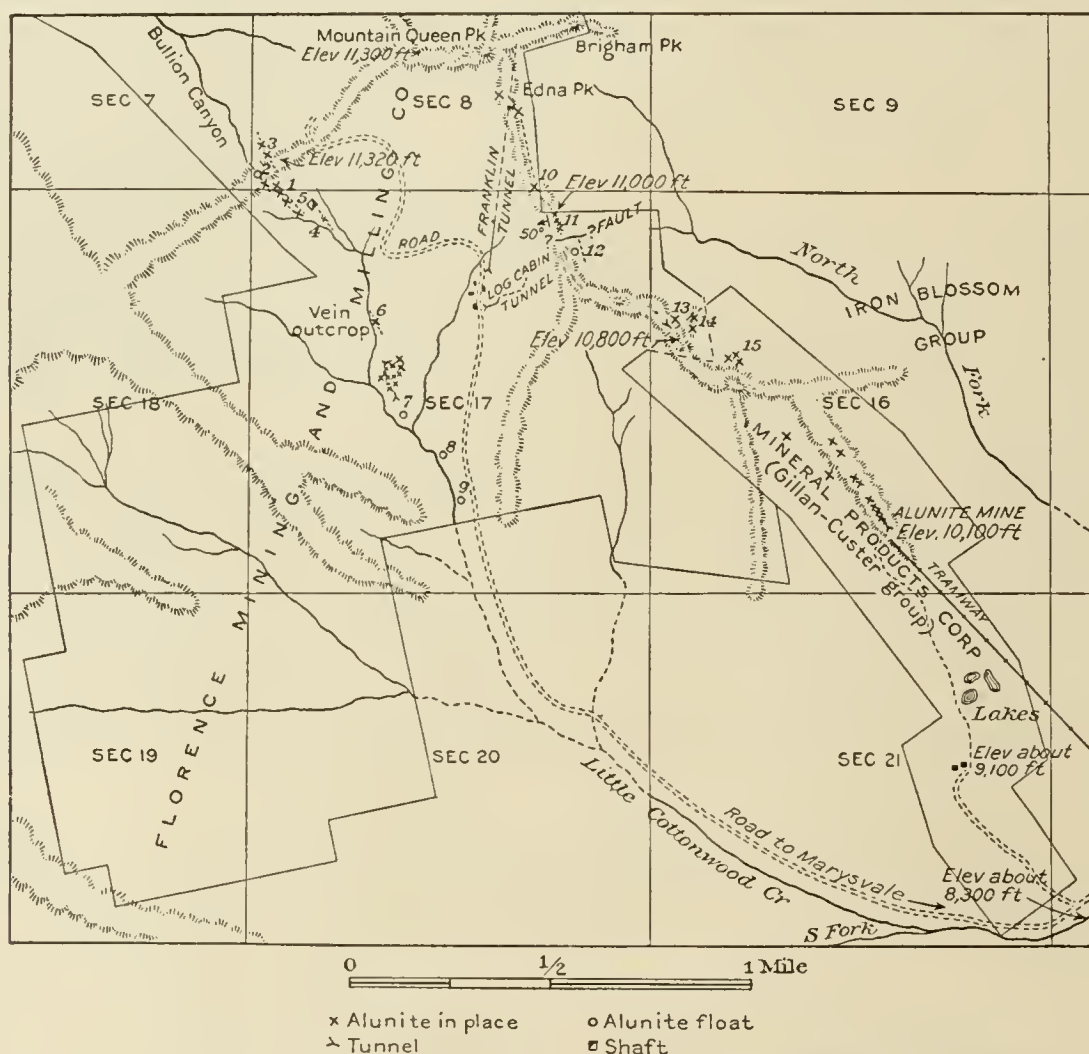 Bullion Canyon
Mountain Queen Pk
Elev 11,300 ft
Brigham Pk
Edna Pk
SEC 7
SEC 8
SEC 9
CO
3
2
Elev 11,320 ft
1
5
4
10
Elev 11,000 ft
11
50°
?
?FAULT
12
FRANKLIN TUNNEL
ROAD
LOG CABIN TUNNEL
MILLING
North Fork
IRON BLOSSOM
GROUP
Vein
outcrop
6
13
14
Elev 10,800 ft
15
SEC 18
7
SEC 17
SEC 16
AND
8
9
MINERAL PRODUCTS CORP
(Gillan-Custer group)
ALUNITE MINE
Elev. 10,100 ft
TRAMWAY
MINING
FLORENCE
Lakes
SEC 19
SEC 20
SEC 21
Elev about
9,100 ft
Little Cottonwood Cr
Road to Marysvale
Elev about
8,300 ft
S Fork
0 1/2 1 Mile
x Alunite in place o Alunite float
Tunnel Shaft